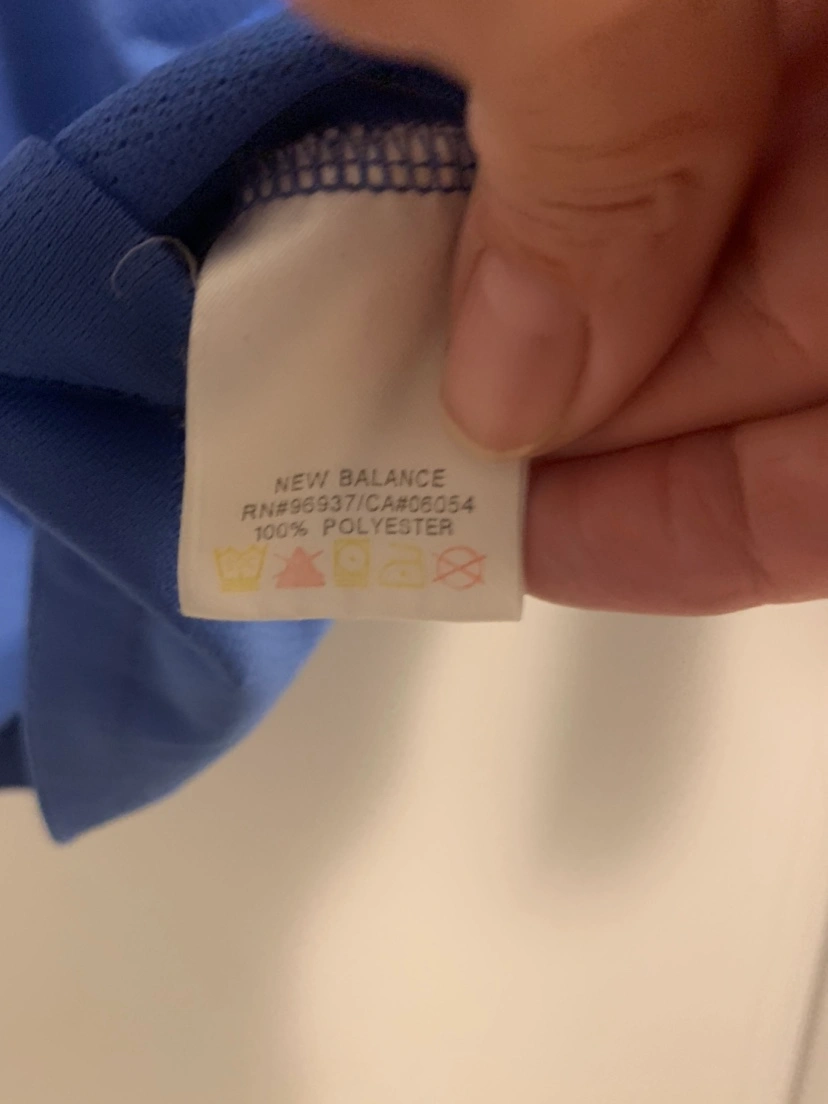 NEW BALANCE
RN#96937/CA#06054
100% POLYESTER